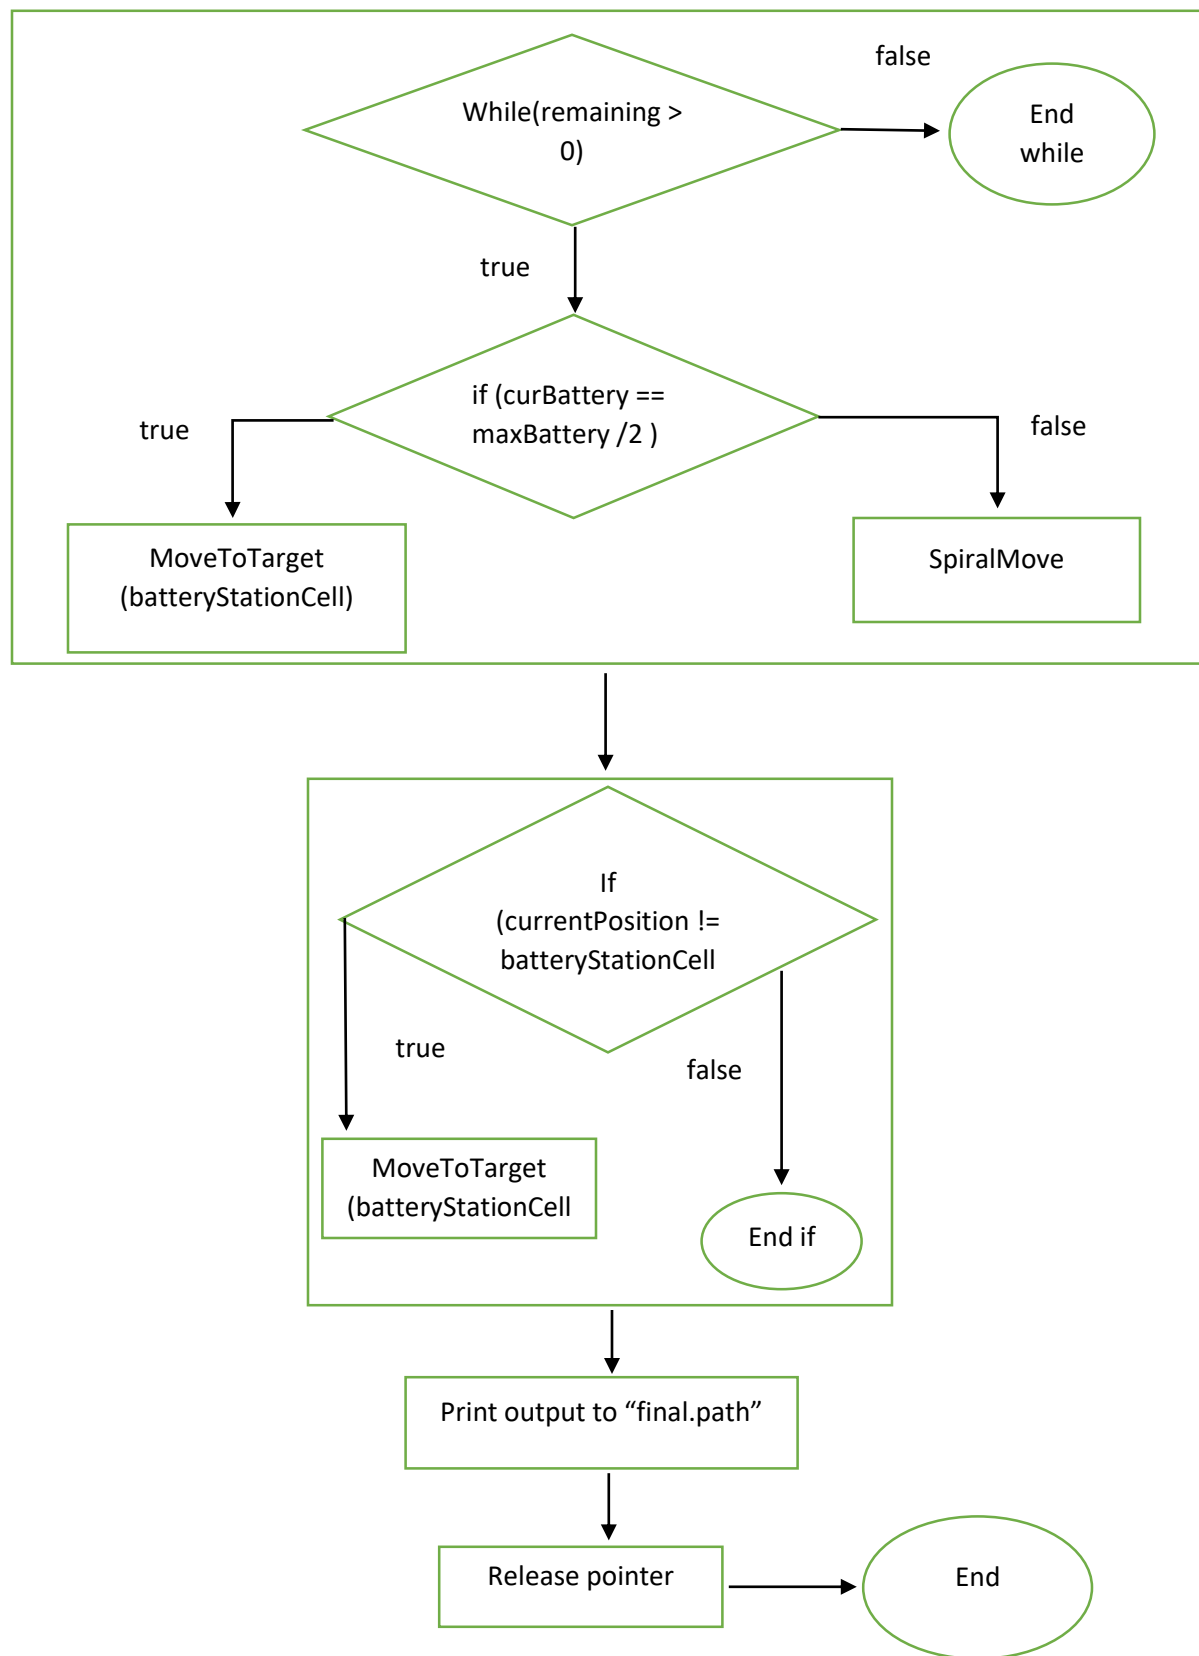 false
While(remaining >
0)
End
while
true
if (curBattery ==
maxBattery /2 )
true
false
MoveToTarget
(batteryStationCell)
SpiralMove
If
(currentPosition !=
batteryStationCell
true
false
MoveToTarget
(batteryStationCell
End if
Print output to “final.path”
Release pointer
End